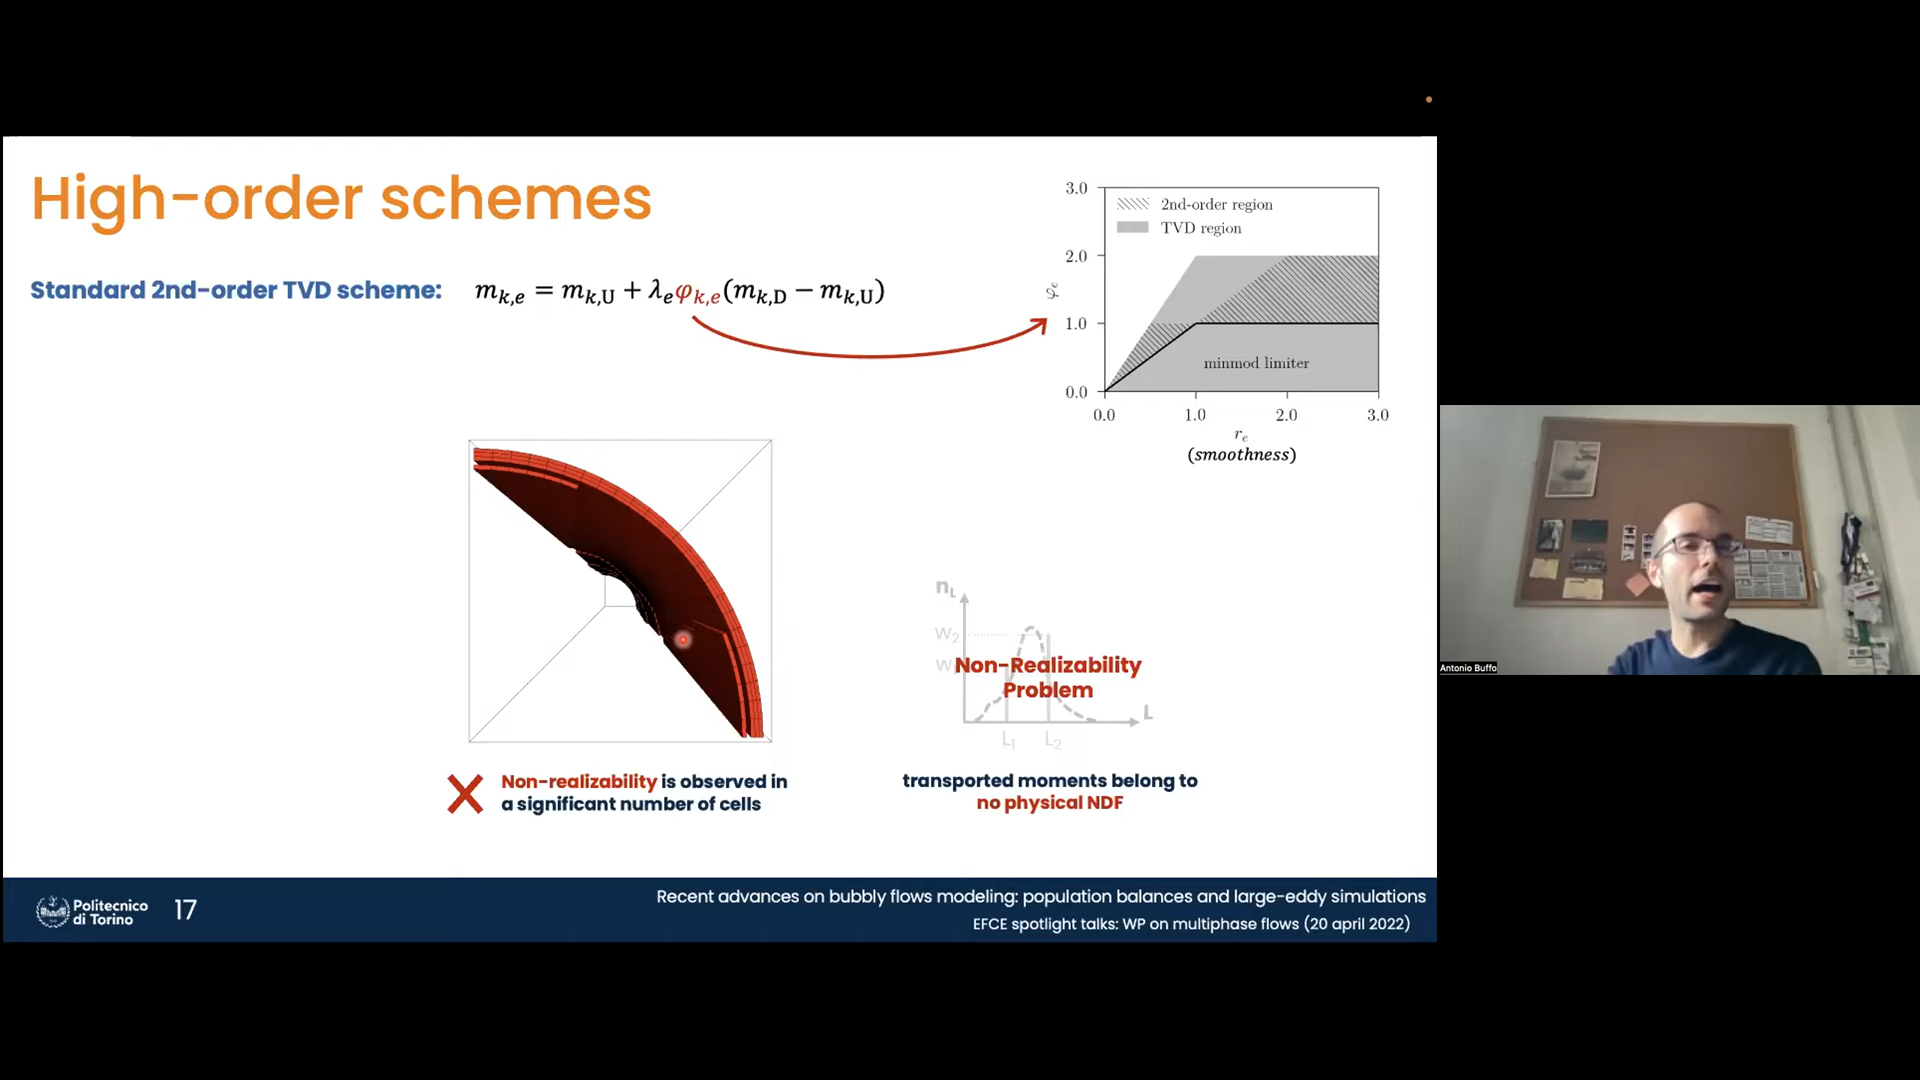 High-order schemes
Standard 2nd-order TVD scheme:
m_{k,e} = m_{k,U} + λ_e φ_{k,e}(m_{k,D} − m_{k,U})
3.0
2.0
1.0
0.0
φ_e
2nd-order region
TVD region
minmod limiter
0.0 1.0 2.0 3.0
r_e
(smoothness)
Non-realizability is observed in
a significant number of cells
n_L
w_2
w
Non-Realizability
Problem
L
L_1 L_2
transported moments belong to
no physical NDF
Antonio Buffo
Politecnico
di Torino
17
Recent advances on bubbly flows modeling: population balances and large-eddy simulations
EFCE spotlight talks: WP on multiphase flows (20 april 2022)